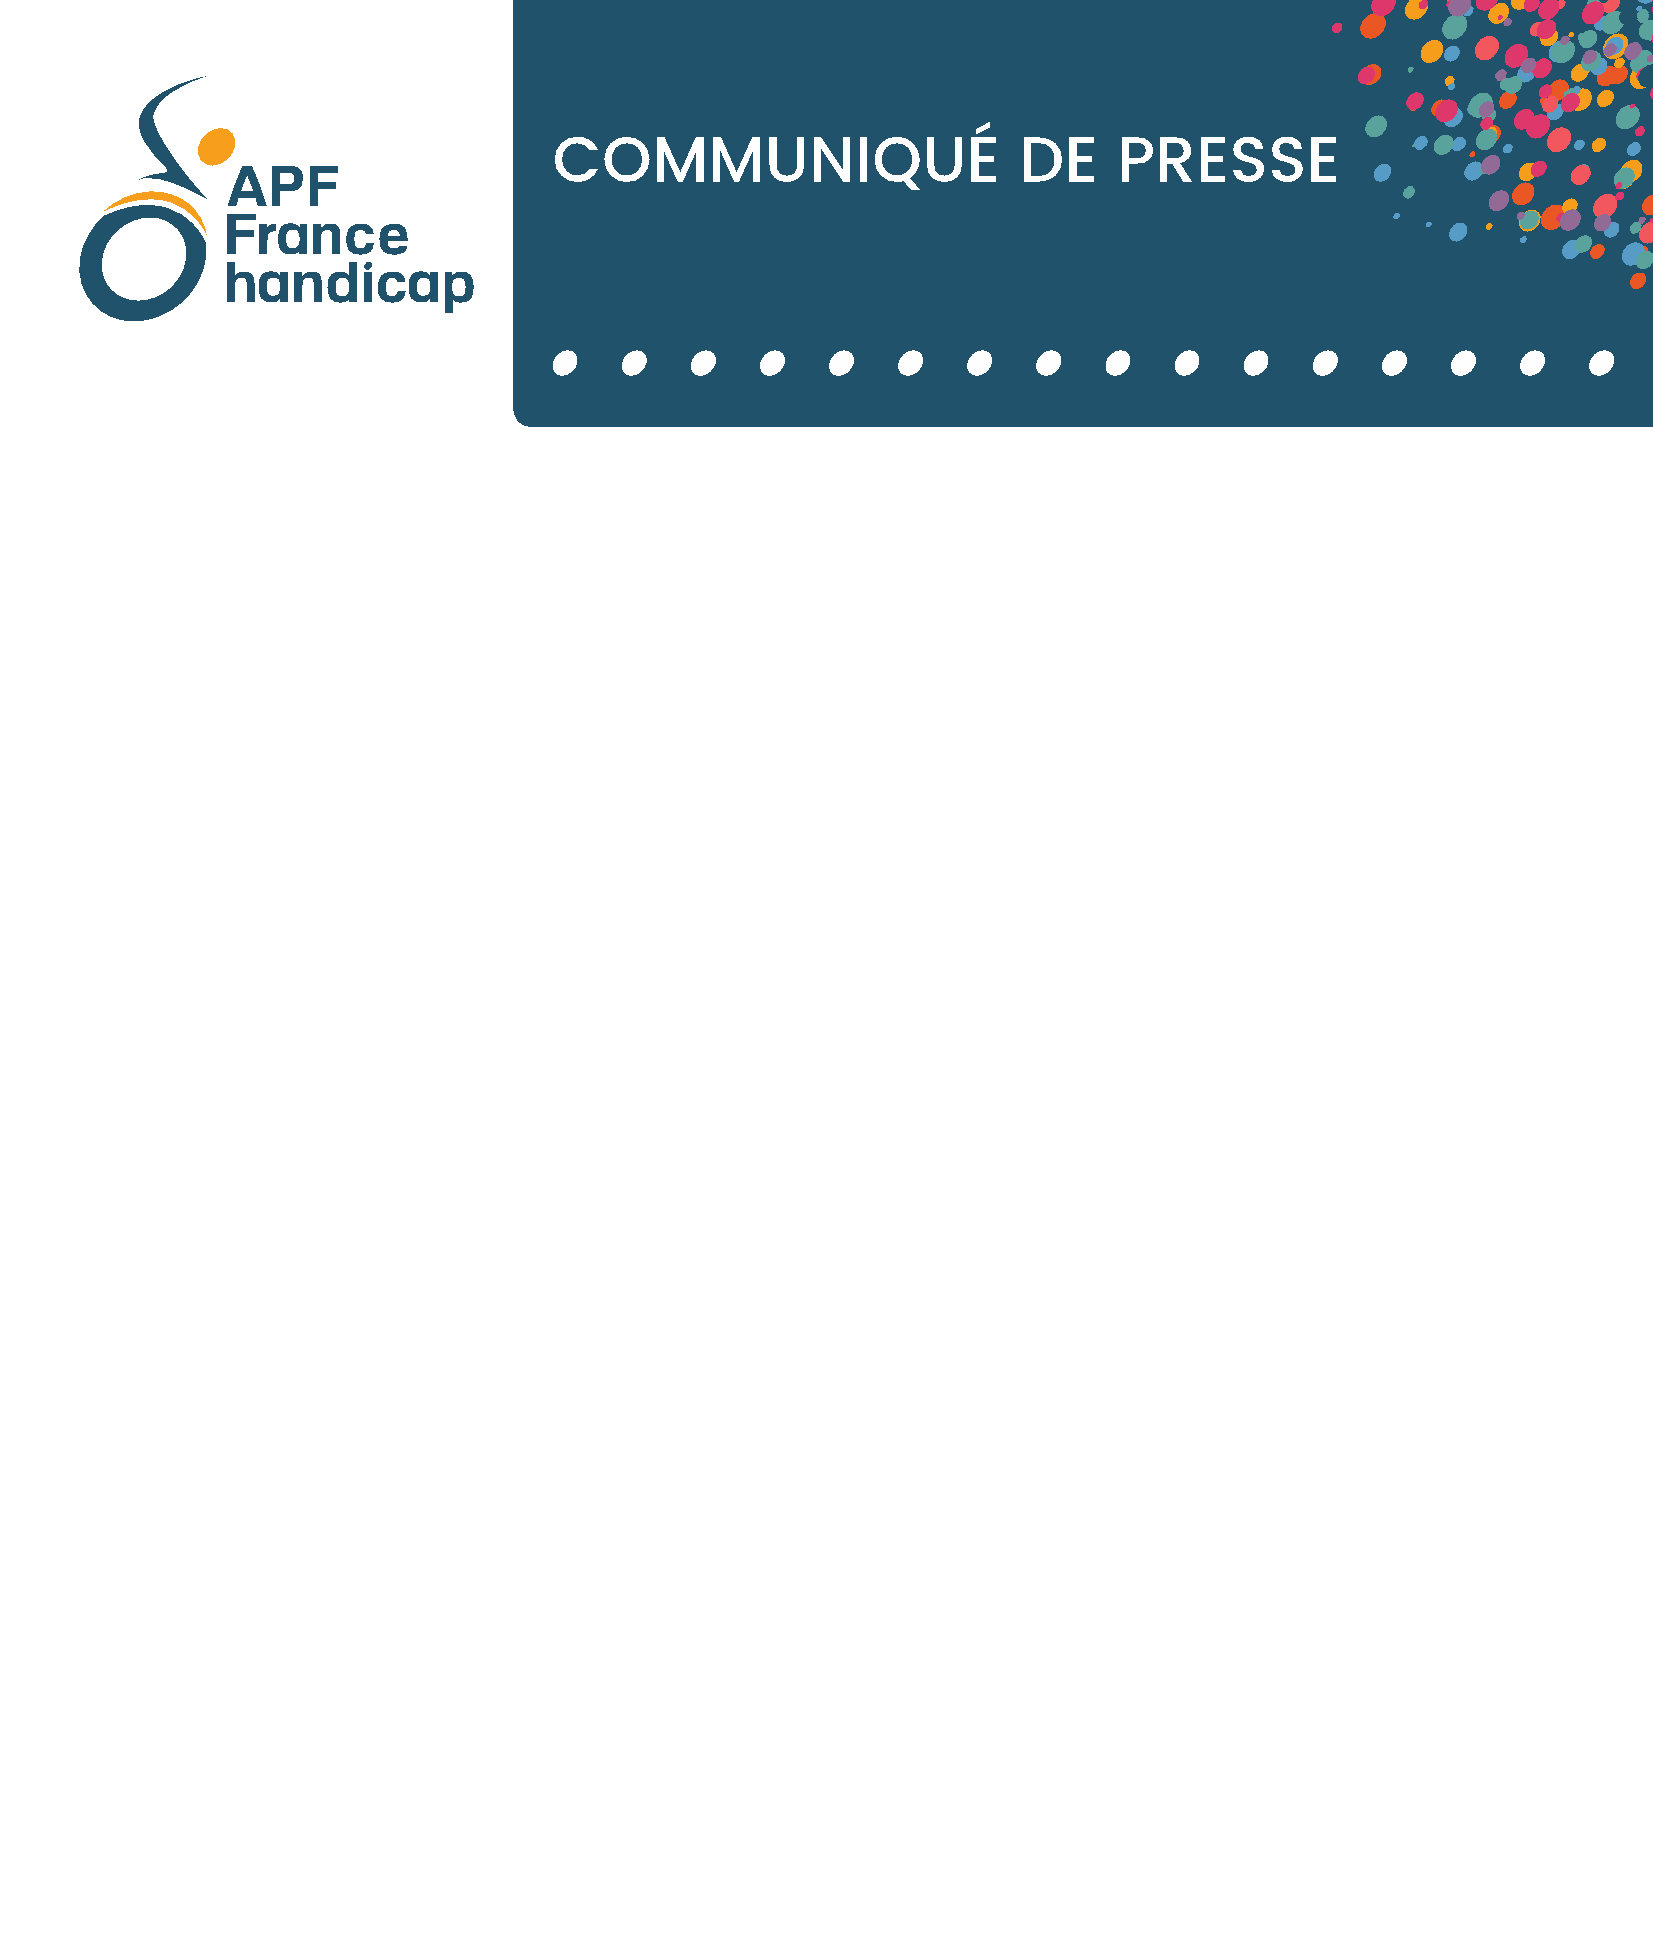 APF
France
handicap
COMMUNIQUÉ DE PRESSE